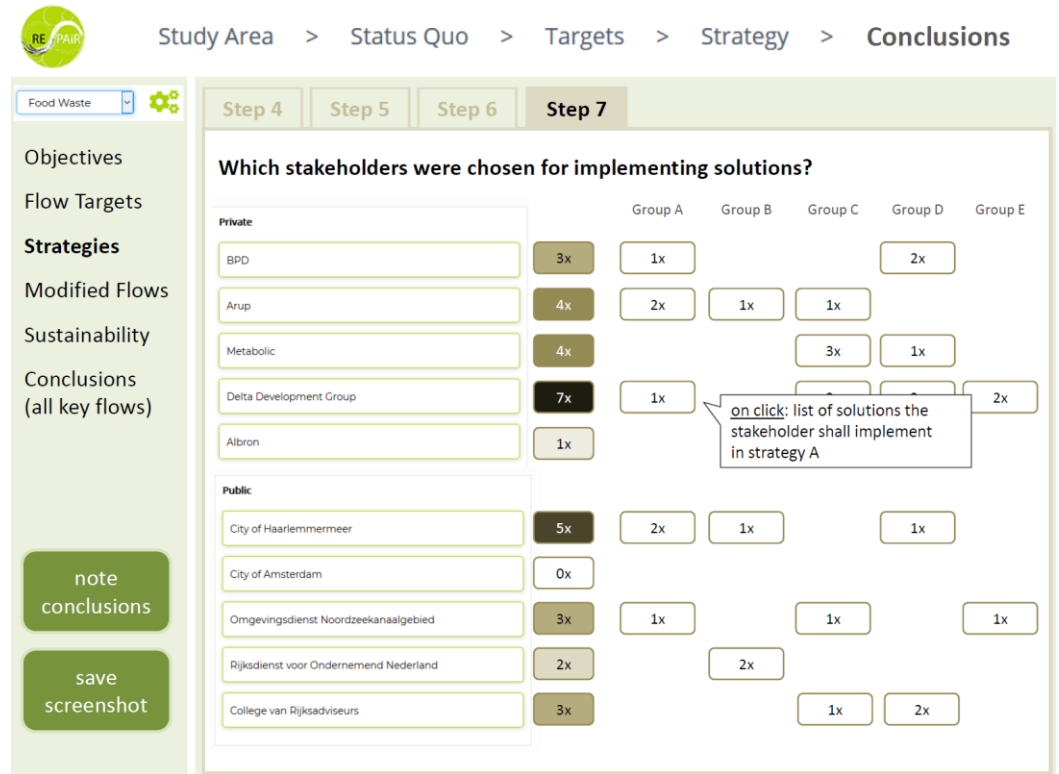 RE PAiR
Study Area > Status Quo > Targets > Strategy > Conclusions
Food Waste
Step 4 Step 5 Step 6 Step 7
Objectives
Flow Targets
Strategies
Modified Flows
Sustainability
Conclusions
(all key flows)
note
conclusions
save
screenshot
Which stakeholders were chosen for implementing solutions?
Group A Group B Group C Group D Group E
Private
BPD 3x 1x 2x
Arup 4x 2x 1x 1x
Metabolic 4x 3x 1x
Delta Development Group 7x 1x 2x
on click: list of solutions the
stakeholder shall implement
in strategy A
Albron 1x
Public
City of Haarlemmermeer 5x 2x 1x 1x
City of Amsterdam 0x
Omgevingsdienst Noordzeekanaalgebied 3x 1x 1x 1x
Rijksdienst voor Ondernemend Nederland 2x 2x
College van Rijksadviseurs 3x 1x 2x